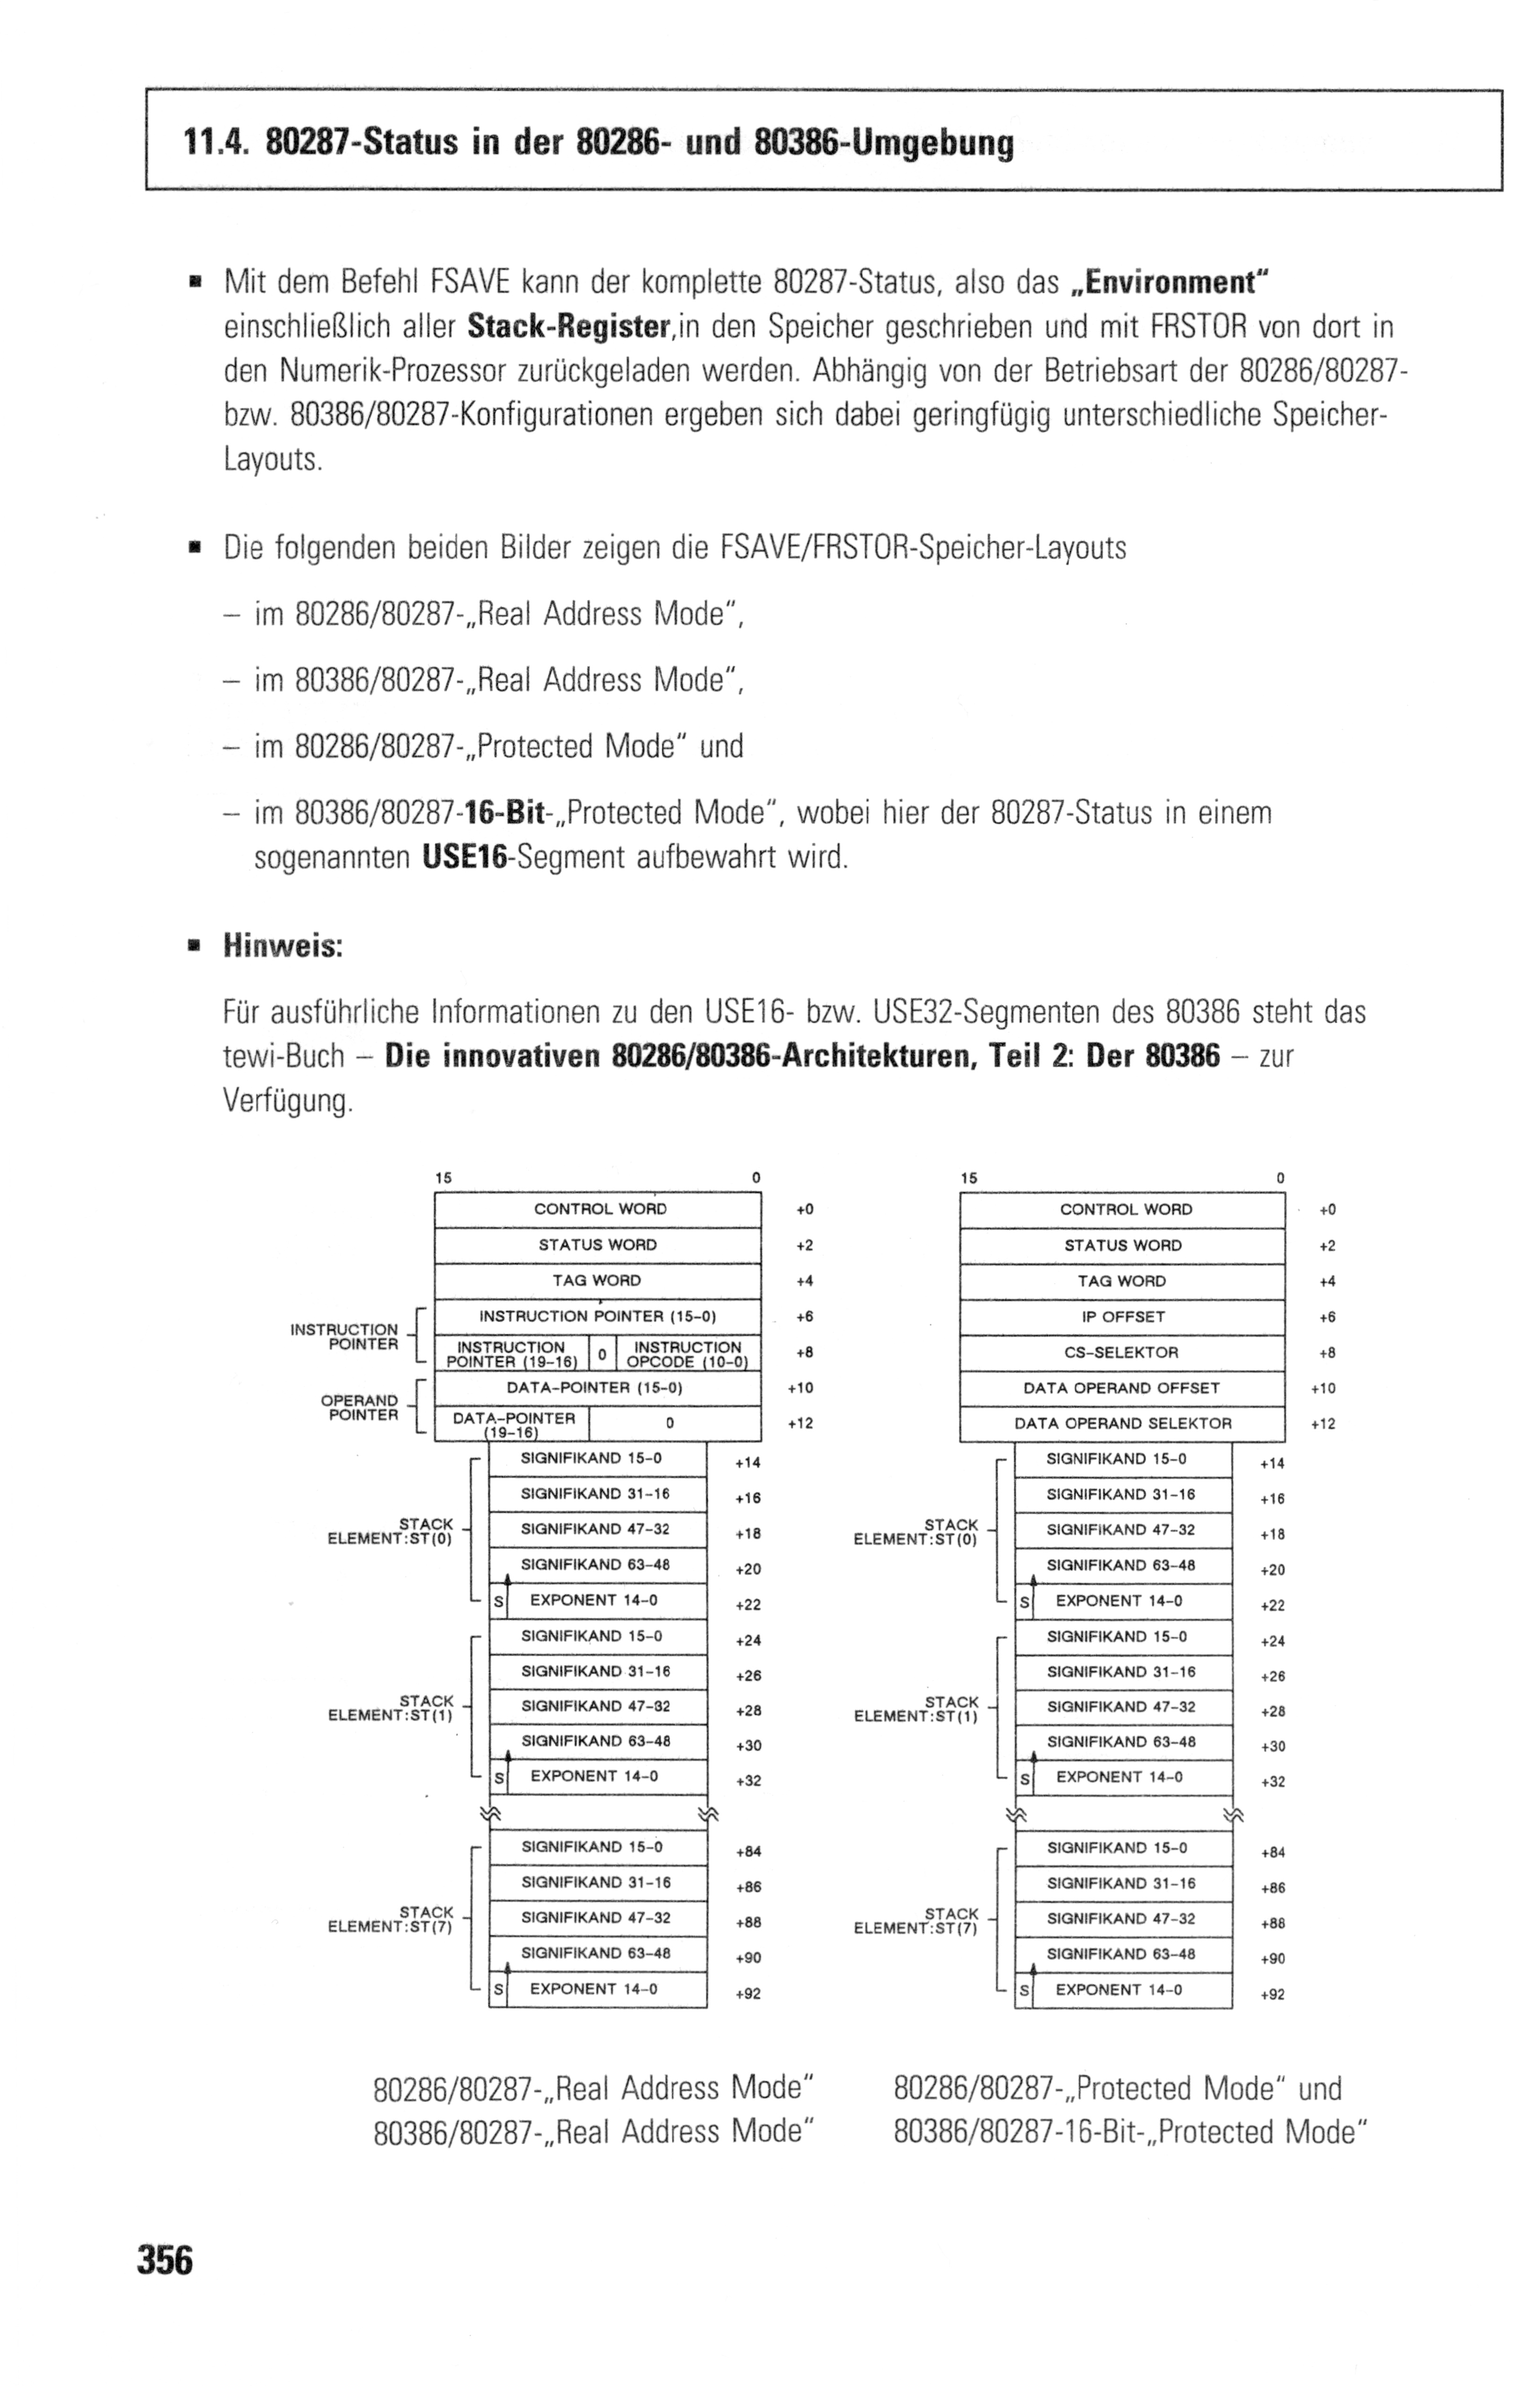 11.4. 80287-Status in der 80286- und 80386-Umgebung
▪ Mit dem Befehl FSAVE kann der komplette 80287-Status, also das „Environment“
einschließlich aller Stack-Register,in den Speicher geschrieben und mit FRSTOR von dort in
den Numerik-Prozessor zurückgeladen werden. Abhängig von der Betriebsart der 80286/80287-
bzw. 80386/80287-Konfigurationen ergeben sich dabei geringfügig unterschiedliche Speicher-
Layouts.
▪ Die folgenden beiden Bilder zeigen die FSAVE/FRSTOR-Speicher-Layouts
– im 80286/80287-„Real Address Mode“,
– im 80386/80287-„Real Address Mode“,
– im 80286/80287-„Protected Mode“ und
– im 80386/80287-16-Bit-„Protected Mode“, wobei hier der 80287-Status in einem
sogenannten USE16-Segment aufbewahrt wird.
▪ Hinweis:
Für ausführliche Informationen zu den USE16- bzw. USE32-Segmenten des 80386 steht das
tewi-Buch – Die innovativen 80286/80386-Architekturen, Teil 2: Der 80386 – zur
Verfügung.
15 0
CONTROL WORD +0
STATUS WORD +2
TAG WORD +4
INSTRUCTION POINTER (15–0) +6
INSTRUCTION
POINTER
INSTRUCTION
POINTER (19–16)
0
INSTRUCTION
OPCODE (10–0)
+8
DATA-POINTER (15–0) +10
OPERAND
POINTER
DATA-POINTER
(19–16)
0
+12
SIGNIFIKAND 15–0 +14
SIGNIFIKAND 31–16 +16
STACK
ELEMENT:ST(0)
SIGNIFIKAND 47–32 +18
SIGNIFIKAND 63–48 +20
S EXPONENT 14–0 +22
SIGNIFIKAND 15–0 +24
SIGNIFIKAND 31–16 +26
STACK
ELEMENT:ST(1)
SIGNIFIKAND 47–32 +28
SIGNIFIKAND 63–48 +30
S EXPONENT 14–0 +32
SIGNIFIKAND 15–0 +84
SIGNIFIKAND 31–16 +86
STACK
ELEMENT:ST(7)
SIGNIFIKAND 47–32 +88
SIGNIFIKAND 63–48 +90
S EXPONENT 14–0 +92
80286/80287-„Real Address Mode“
80386/80287-„Real Address Mode“
15 0
CONTROL WORD +0
STATUS WORD +2
TAG WORD +4
IP OFFSET +6
CS-SELEKTOR +8
DATA OPERAND OFFSET +10
DATA OPERAND SELEKTOR +12
SIGNIFIKAND 15–0 +14
SIGNIFIKAND 31–16 +16
STACK
ELEMENT:ST(0)
SIGNIFIKAND 47–32 +18
SIGNIFIKAND 63–48 +20
S EXPONENT 14–0 +22
SIGNIFIKAND 15–0 +24
SIGNIFIKAND 31–16 +26
STACK
ELEMENT:ST(1)
SIGNIFIKAND 47–32 +28
SIGNIFIKAND 63–48 +30
S EXPONENT 14–0 +32
SIGNIFIKAND 15–0 +84
SIGNIFIKAND 31–16 +86
STACK
ELEMENT:ST(7)
SIGNIFIKAND 47–32 +88
SIGNIFIKAND 63–48 +90
S EXPONENT 14–0 +92
80286/80287-„Protected Mode“ und
80386/80287-16-Bit-„Protected Mode“
356